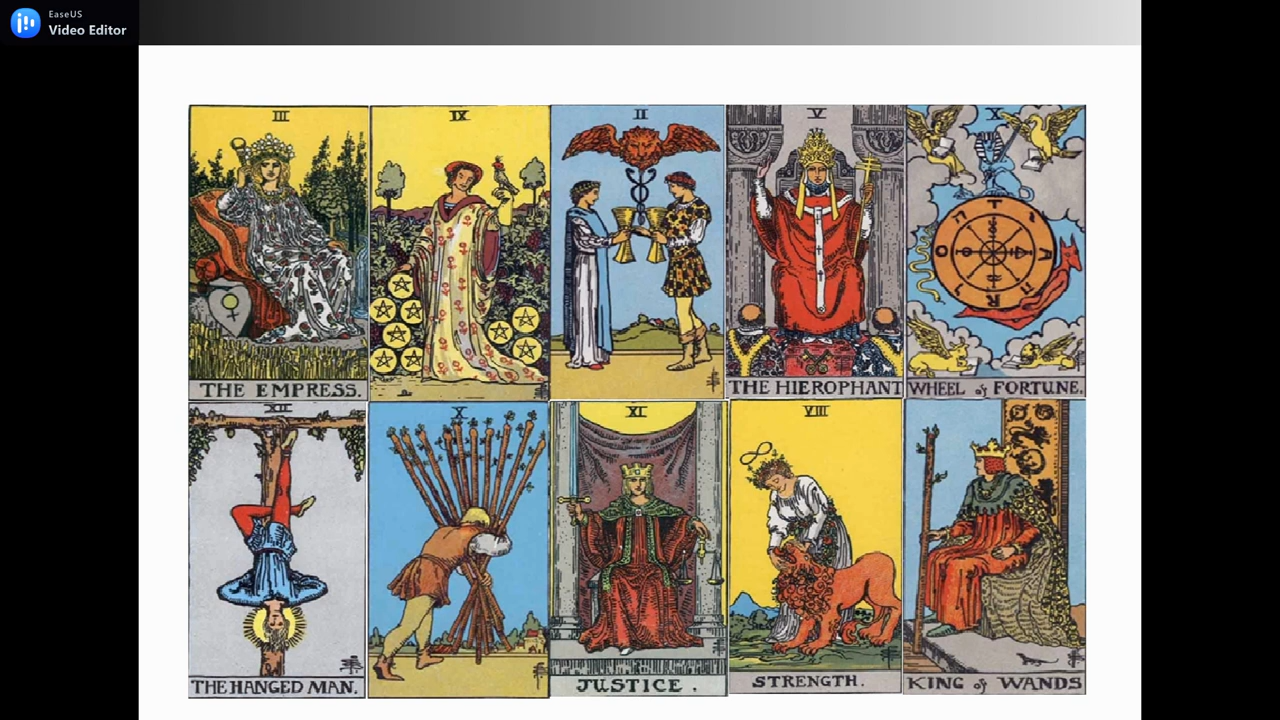 EaseUS
Video Editor
III
IX
II
V
X
THE EMPRESS.
THE HIEROPHANT
WHEEL of FORTUNE.
XII
X
XI
VIII
THE HANGED MAN.
JUSTICE .
STRENGTH.
KING of WANDS